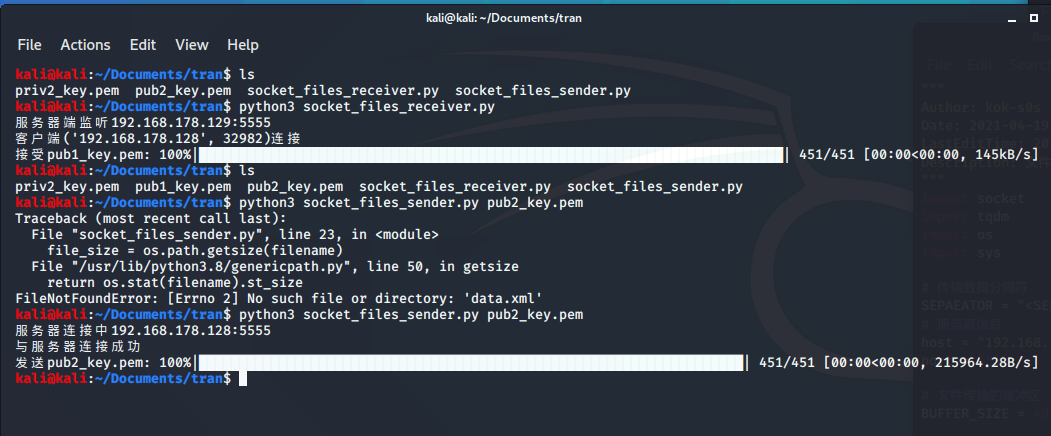 kali@kali: ~/Documents/tran
File Actions Edit View Help
kali@kali:~/Documents/tran$ ls
priv2_key.pem pub2_key.pem socket_files_receiver.py socket_files_sender.py
kali@kali:~/Documents/tran$ python3 socket_files_receiver.py
服务器端监听192.168.178.129:5555
客户端('192.168.178.128', 32982)连接
接受pub1_key.pem: 100%| | 451/451 [00:00<00:00, 145kB/s]
kali@kali:~/Documents/tran$ ls
priv2_key.pem pub1_key.pem pub2_key.pem socket_files_receiver.py socket_files_sender.py
kali@kali:~/Documents/tran$ python3 socket_files_sender.py pub2_key.pem
Traceback (most recent call last):
File "socket_files_sender.py", line 23, in <module>
file_size = os.path.getsize(filename)
File "/usr/lib/python3.8/genericpath.py", line 50, in getsize
return os.stat(filename).st_size
FileNotFoundError: [Errno 2] No such file or directory: 'data.xml'
kali@kali:~/Documents/tran$ python3 socket_files_sender.py pub2_key.pem
服务器连接中192.168.178.128:5555
与服务器连接成功
发送pub2_key.pem: 100%| | 451/451 [00:00<00:00, 215964.28B/s]
kali@kali:~/Documents/tran$
File Edit Search
"""
Author: kok-s0s
Date: 2021-04-19
"""
import socket
import tqdm
import os
import sys
SEPAEATOR = "<SE
host = "192.168.
BUFFER_SIZE =